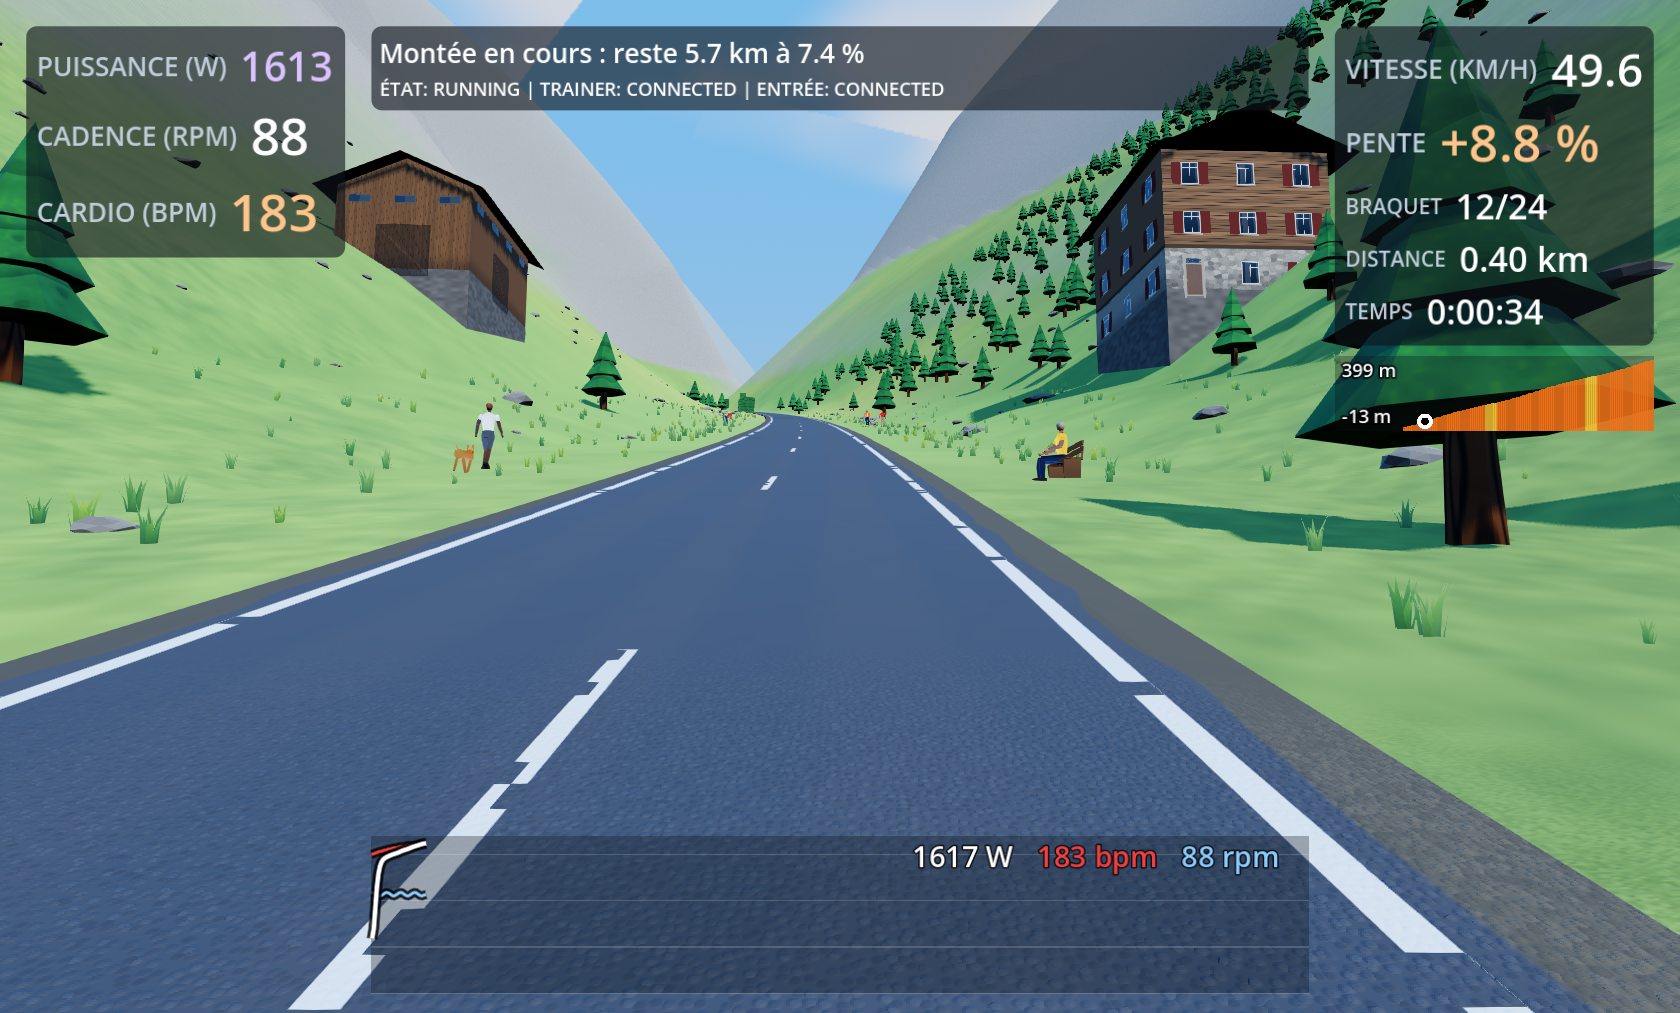 PUISSANCE (W) 1613
CADENCE (RPM) 88
CARDIO (BPM) 183
Montée en cours : reste 5.7 km à 7.4 %
ÉTAT: RUNNING | TRAINER: CONNECTED | ENTRÉE: CONNECTED
VITESSE (KM/H) 49.6
PENTE +8.8 %
BRAQUET 12/24
DISTANCE 0.40 km
TEMPS 0:00:34
399 m
-13 m
1617 W 183 bpm 88 rpm